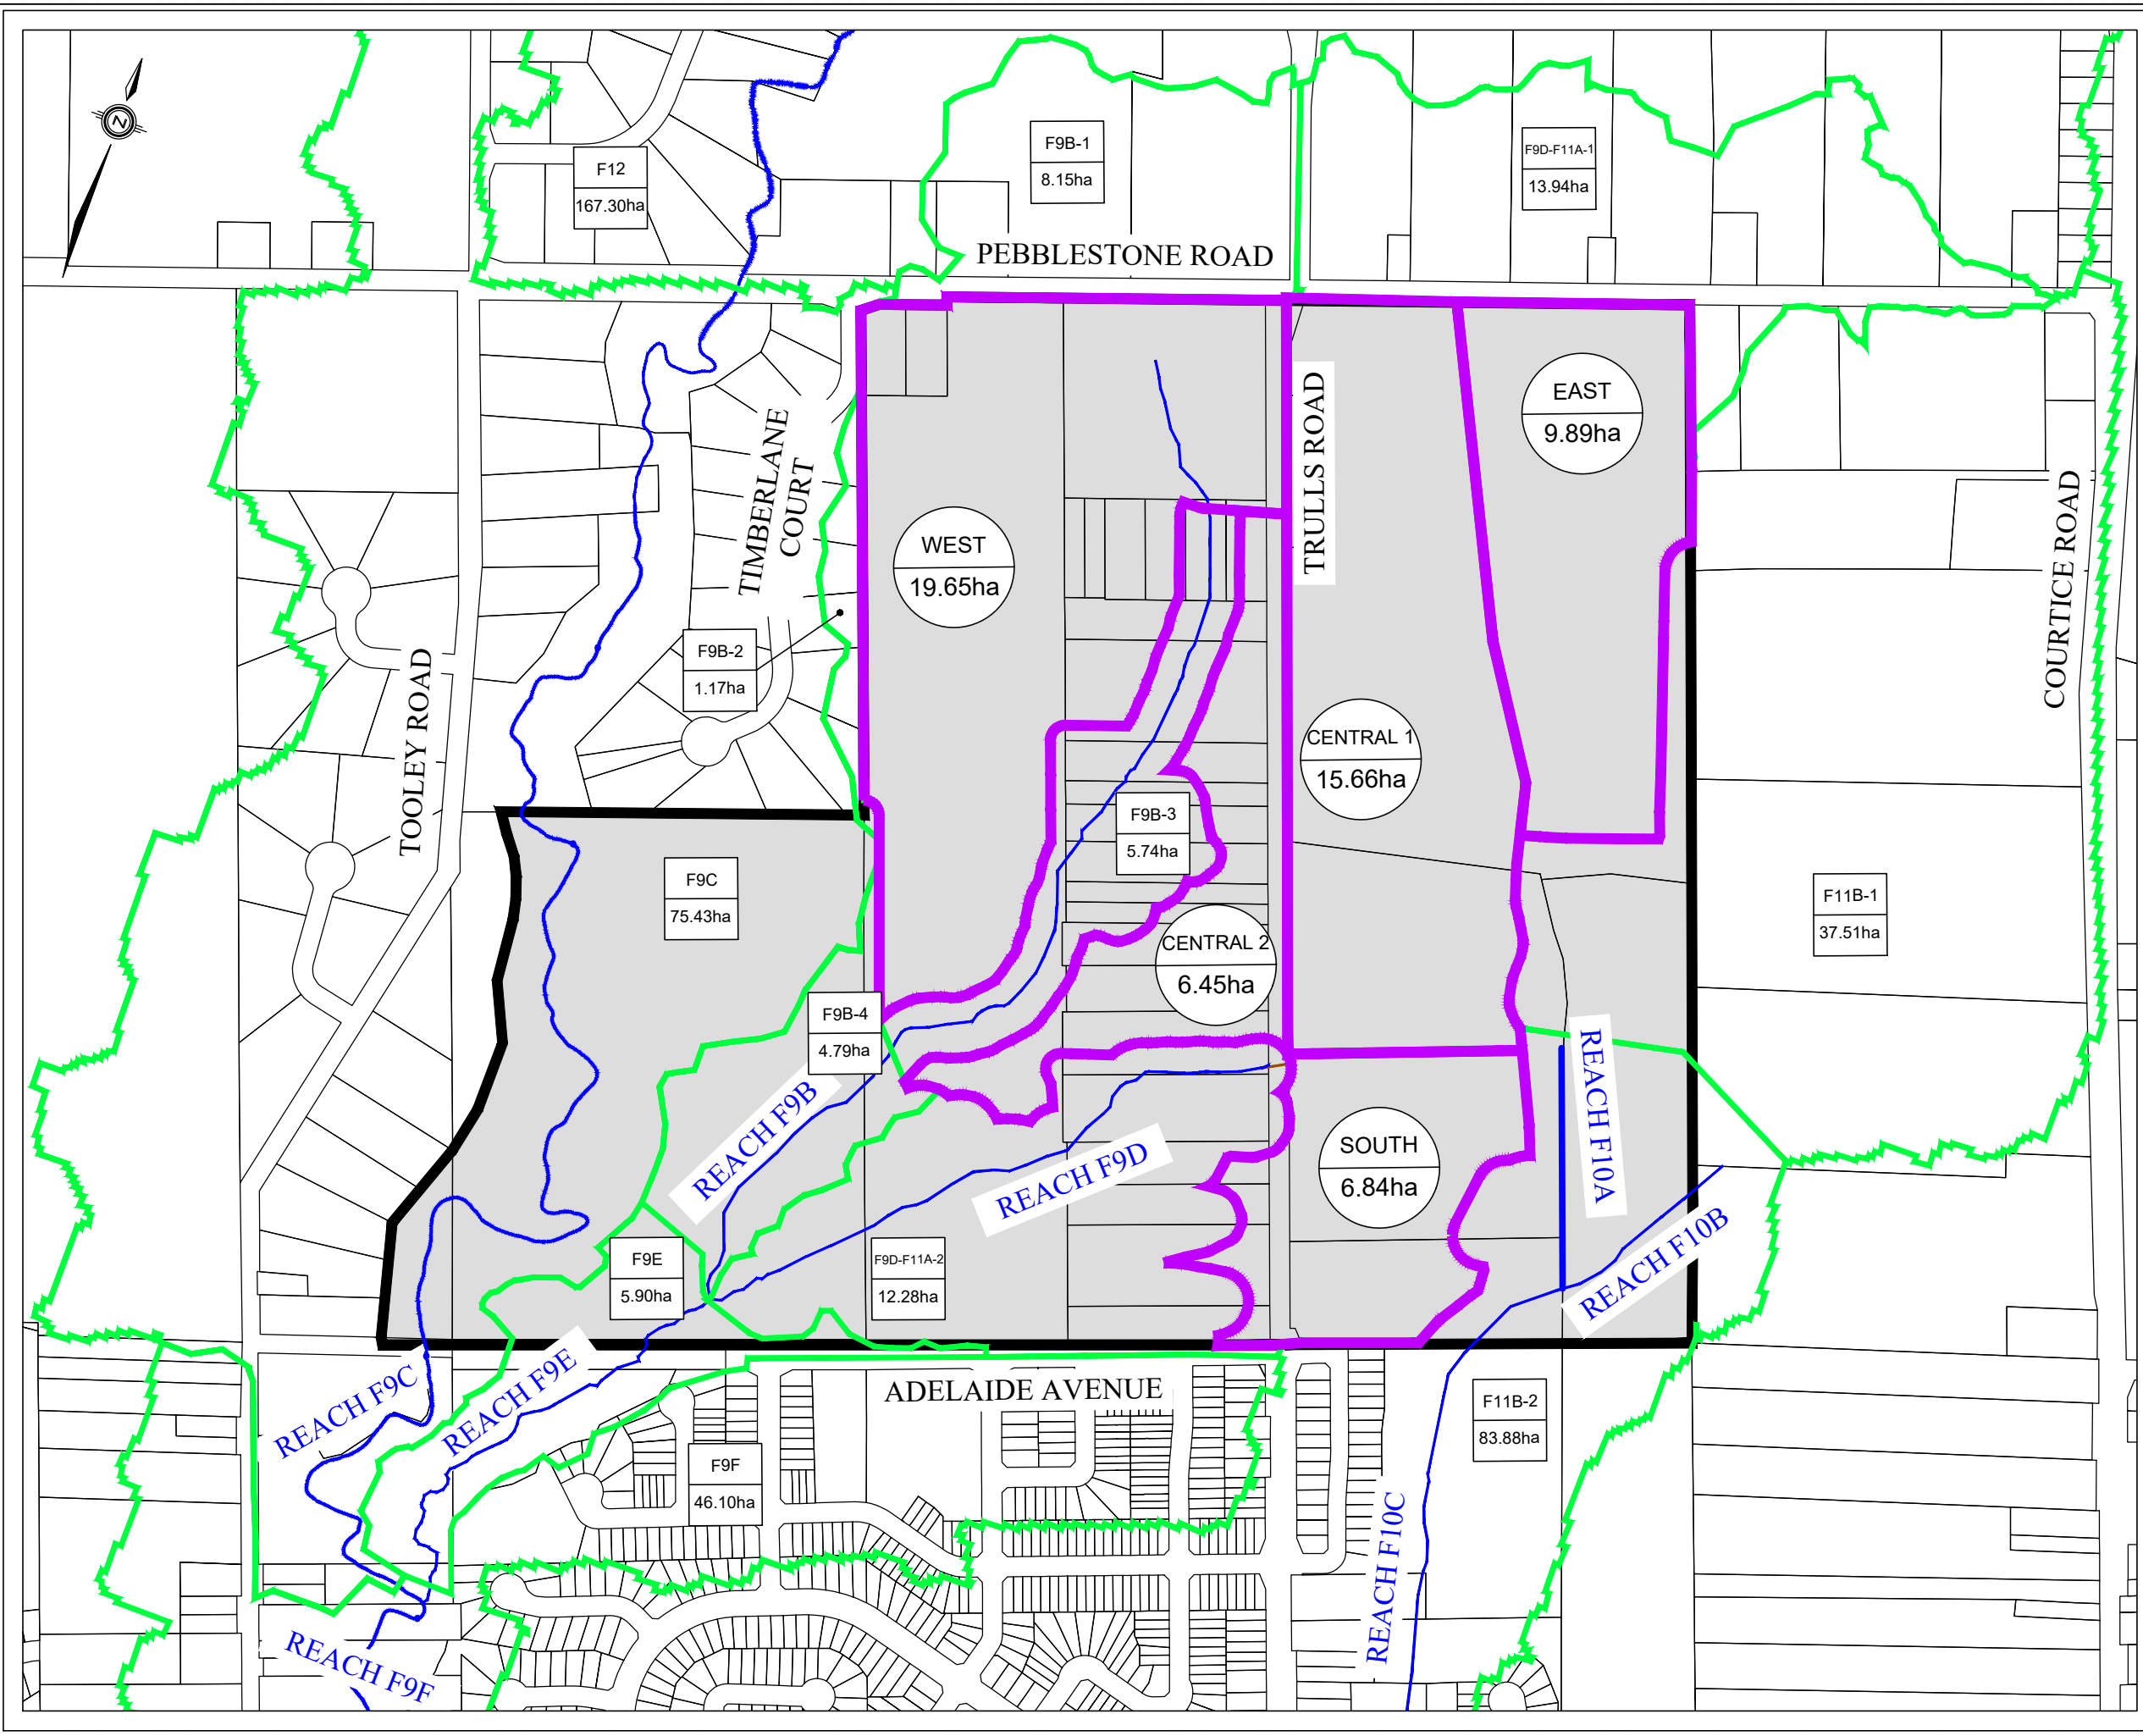 N
F12
167.30ha
F9B-1
8.15ha
F9D-F11A-1
13.94ha
PEBBLESTONE ROAD
EAST
9.89ha
TRULLS ROAD
TIMBERLANE
COURT
WEST
19.65ha
COURTICE ROAD
F9B-2
1.17ha
TOOLEY ROAD
CENTRAL 1
15.66ha
F9B-3
5.74ha
F9C
75.43ha
F11B-1
37.51ha
CENTRAL 2
6.45ha
F9B-4
4.79ha
REACH F9B
REACH F9D
REACH F10A
SOUTH
6.84ha
REACH F10B
F9E
5.90ha
F9D-F11A-2
12.28ha
REACH F9C
REACH F9E
ADELAIDE AVENUE
F11B-2
83.88ha
F9F
46.10ha
REACH F10C
REACH F9F